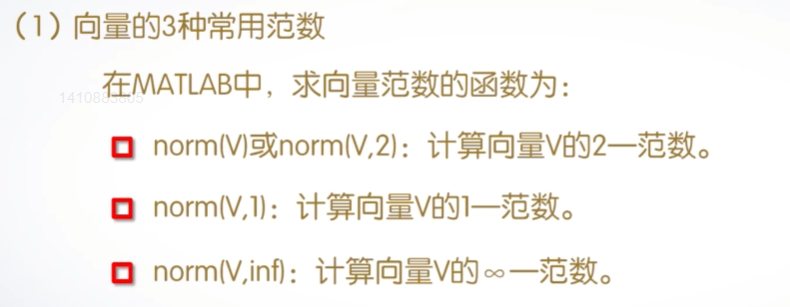 （1）向量的3种常用范数
在MATLAB中，求向量范数的函数为：
norm(V)或norm(V,2)：计算向量V的2—范数。
norm(V,1)：计算向量V的1—范数。
norm(V,inf)：计算向量V的∞—范数。